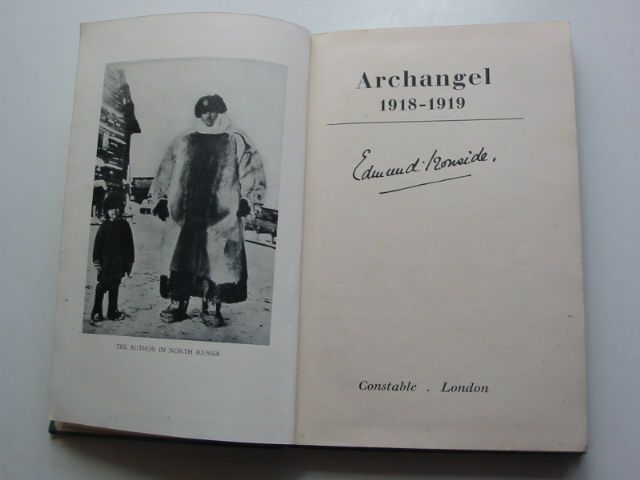 THE AUTHOR IN NORTH RUSSIA
Archangel
1918-1919
Edmund Ironside.
Constable . London